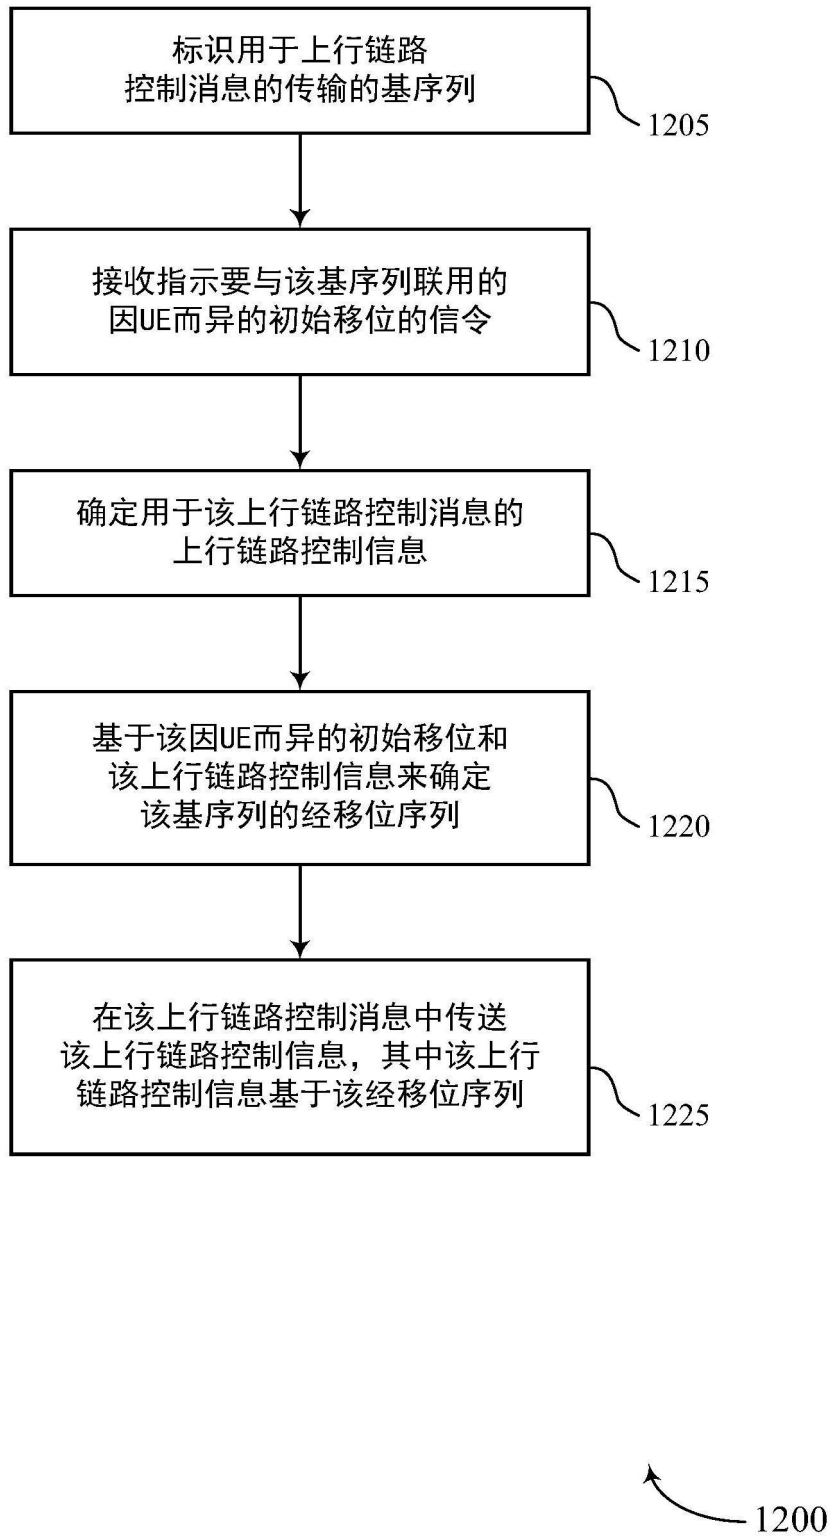 标识用于上行链路
控制消息的传输的基序列
1205
接收指示要与该基序列联用的
因UE而异的初始移位的信令
1210
确定用于该上行链路控制消息的
上行链路控制信息
1215
基于该因UE而异的初始移位和
该上行链路控制信息来确定
该基序列的经移位序列
1220
在该上行链路控制消息中传送
该上行链路控制信息，其中该上行
链路控制信息基于该经移位序列
1225
1200